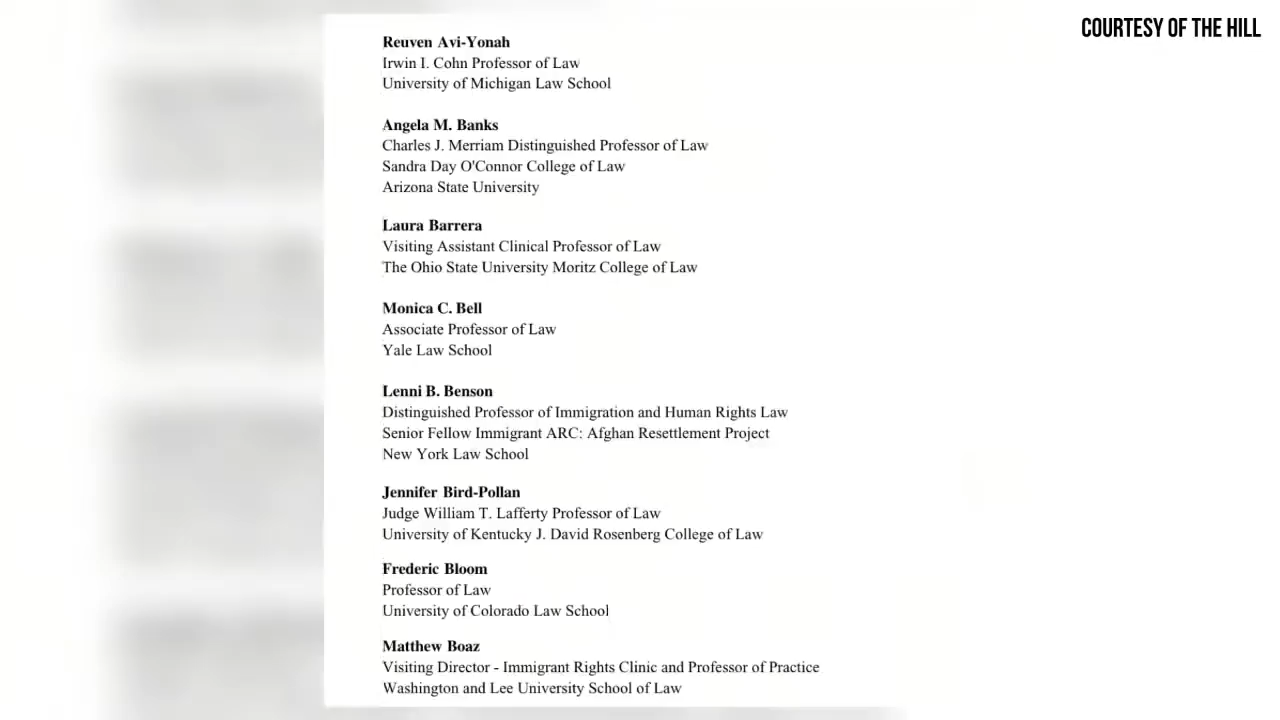 COURTESY OF THE HILL
Reuven Avi-Yonah
Irwin I. Cohn Professor of Law
University of Michigan Law School
Angela M. Banks
Charles J. Merriam Distinguished Professor of Law
Sandra Day O'Connor College of Law
Arizona State University
Laura Barrera
Visiting Assistant Clinical Professor of Law
The Ohio State University Moritz College of Law
Monica C. Bell
Associate Professor of Law
Yale Law School
Lenni B. Benson
Distinguished Professor of Immigration and Human Rights Law
Senior Fellow Immigrant ARC: Afghan Resettlement Project
New York Law School
Jennifer Bird-Pollan
Judge William T. Lafferty Professor of Law
University of Kentucky J. David Rosenberg College of Law
Frederic Bloom
Professor of Law
University of Colorado Law School
Matthew Boaz
Visiting Director - Immigrant Rights Clinic and Professor of Practice
Washington and Lee University School of Law